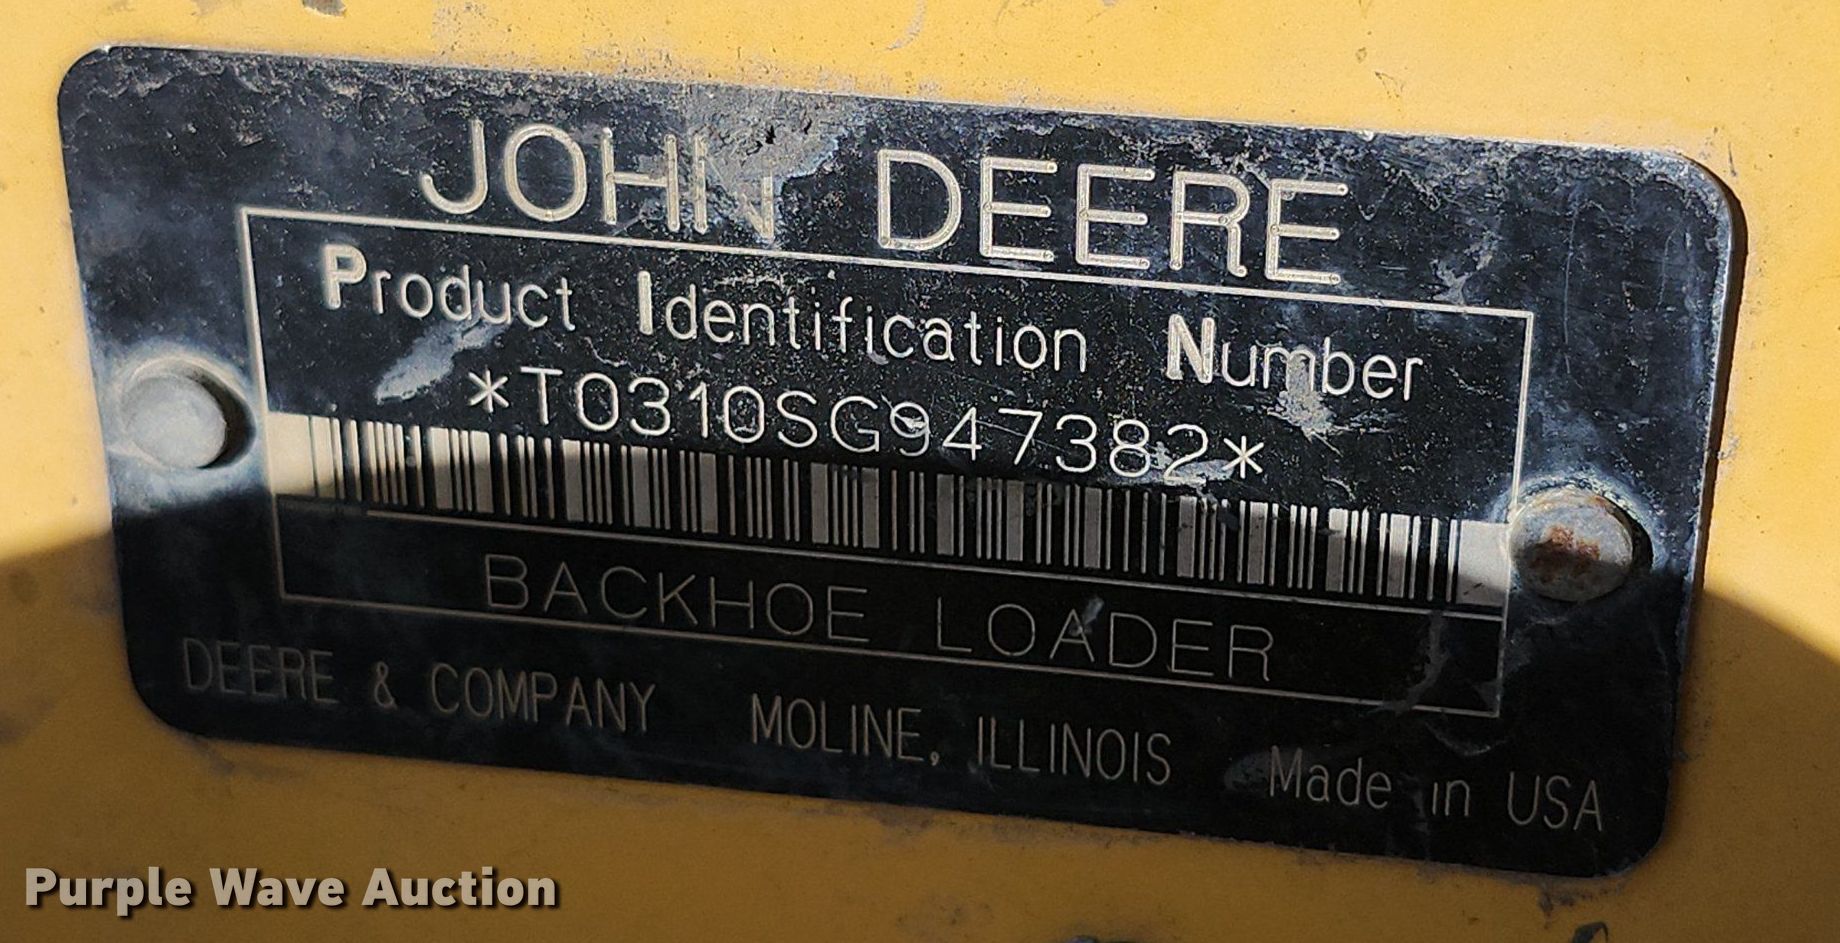 JOHN DEERE
Product Identification Number
*T0310SG947382*
BACKHOE LOADER
DEERE & COMPANY MOLINE, ILLINOIS Made in USA
Purple Wave Auction